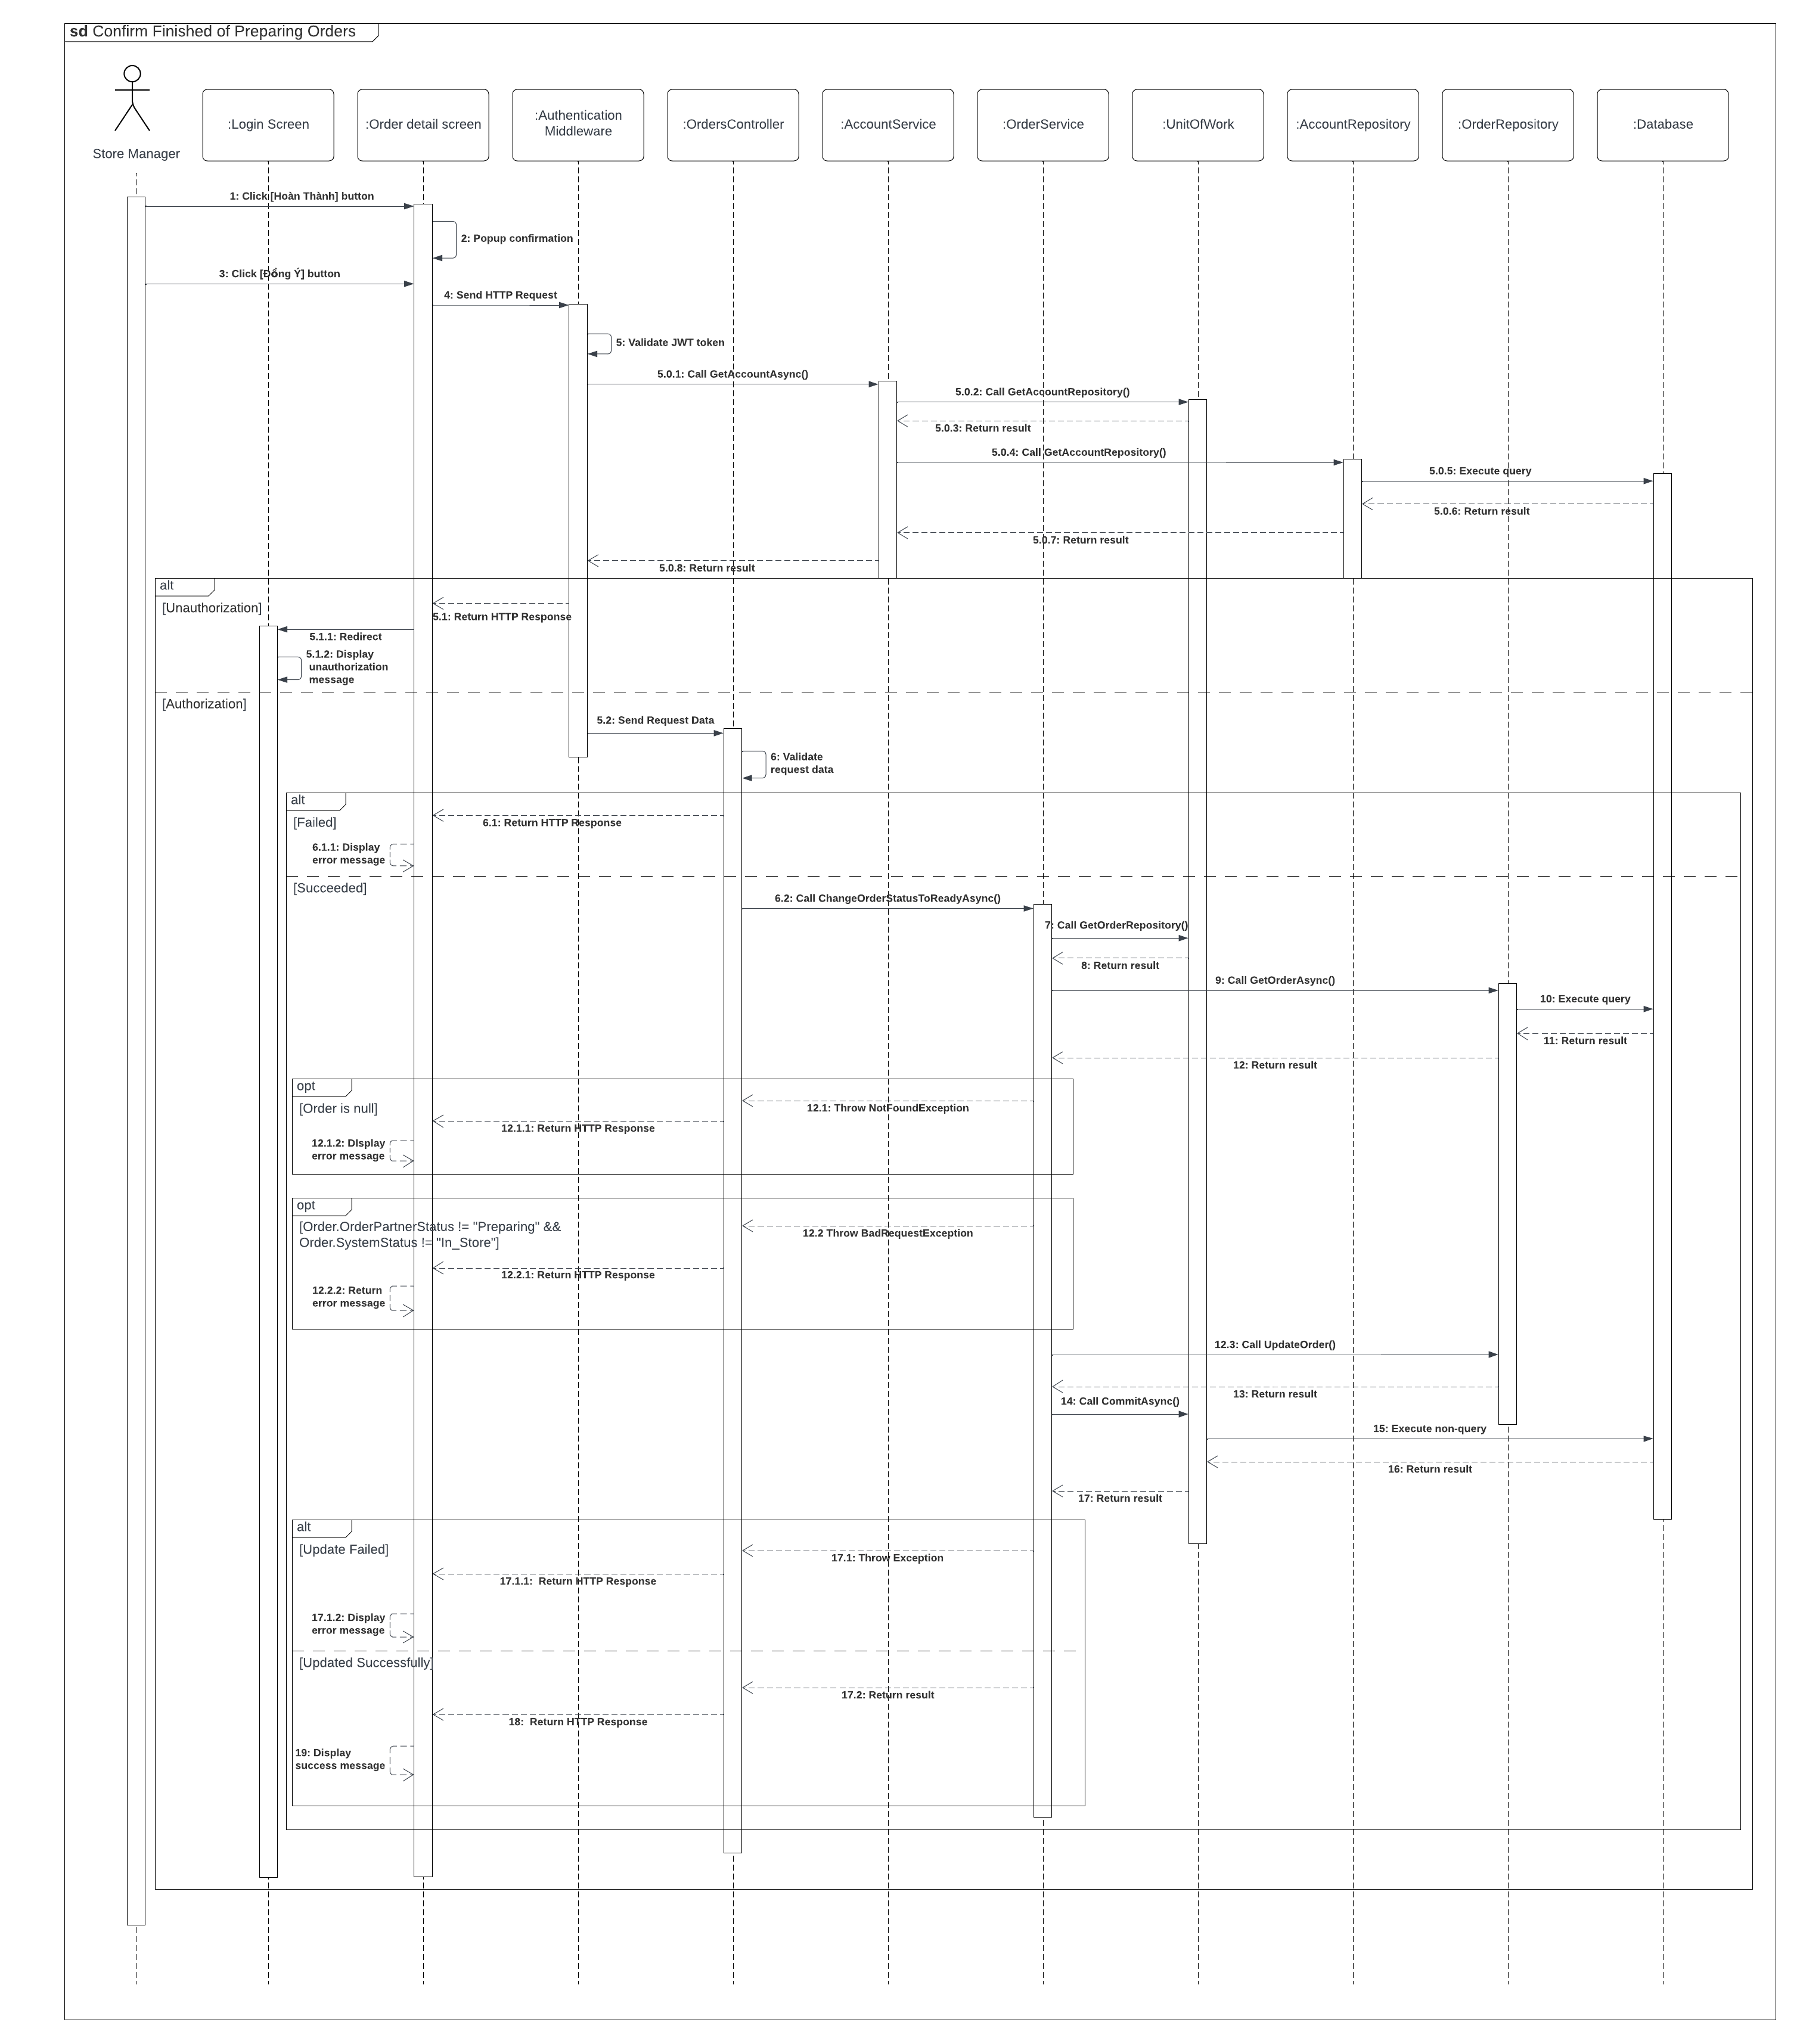 sd Confirm Finished of Preparing Orders
Store Manager
:Login Screen
:Order detail screen
:Authentication
Middleware
:OrdersController
:AccountService
:OrderService
:UnitOfWork
:AccountRepository
:OrderRepository
:Database
1: Click [Hoàn Thành] button
2: Popup confirmation
3: Click [Đồng Ý] button
4: Send HTTP Request
5: Validate JWT token
5.0.1: Call GetAccountAsync()
5.0.2: Call GetAccountRepository()
5.0.3: Return result
5.0.4: Call GetAccountRepository()
5.0.5: Execute query
5.0.6: Return result
5.0.7: Return result
5.0.8: Return result
alt
[Unauthorization]
5.1: Return HTTP Response
5.1.1: Redirect
5.1.2: Display
unauthorization
message
[Authorization]
5.2: Send Request Data
6: Validate
request data
alt
[Failed]
6.1: Return HTTP Response
6.1.1: Display
error message
[Succeeded]
6.2: Call ChangeOrderStatusToReadyAsync()
7: Call GetOrderRepository()
8: Return result
9: Call GetOrderAsync()
10: Execute query
11: Return result
12: Return result
opt
[Order is null]
12.1: Throw NotFoundException
12.1.1: Return HTTP Response
12.1.2: DIsplay
error message
opt
[Order.OrderPartnerStatus != "Preparing" &&
Order.SystemStatus != "In_Store"]
12.2 Throw BadRequestException
12.2.1: Return HTTP Response
12.2.2: Return
error message
12.3: Call UpdateOrder()
13: Return result
14: Call CommitAsync()
15: Execute non-query
16: Return result
17: Return result
alt
[Update Failed]
17.1: Throw Exception
17.1.1:  Return HTTP Response
17.1.2: Display
error message
[Updated Successfully]
17.2: Return result
18:  Return HTTP Response
19: Display
success message